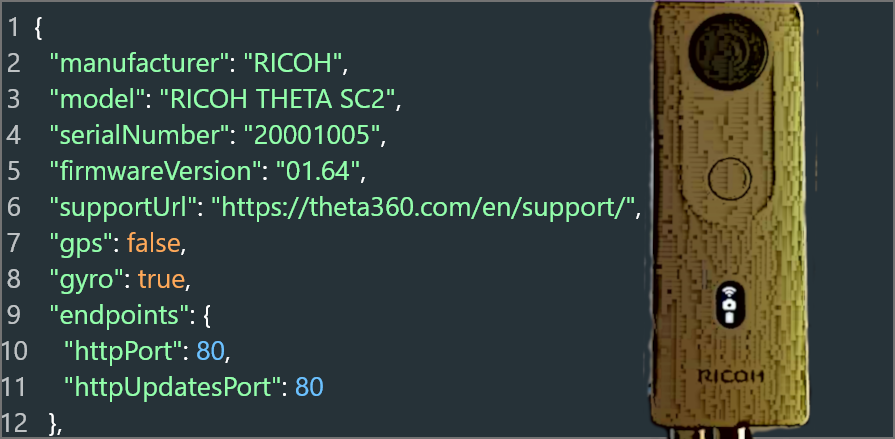 1 {
2 "manufacturer": "RICOH",
3 "model": "RICOH THETA SC2",
4 "serialNumber": "20001005",
5 "firmwareVersion": "01.64",
6 "supportUrl": "https://theta360.com/en/support/",
7 "gps": false,
8 "gyro": true,
9 "endpoints": {
10 "httpPort": 80,
11 "httpUpdatesPort": 80
12 },
RICOH